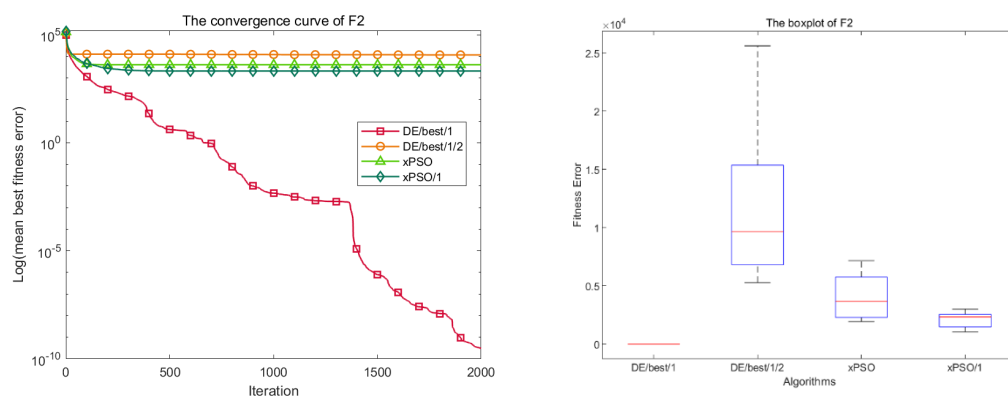 The convergence curve of F2
10^5
10^0
10^-5
10^-10
Log(mean best fitness error)
DE/best/1
DE/best/1/2
xPSO
xPSO/1
0 500 1000 1500 2000
Iteration
The boxplot of F2
×10^4
2.5
2
1.5
1
0.5
0
Fitness Error
DE/best/1 DE/best/1/2 xPSO xPSO/1
Algorithms